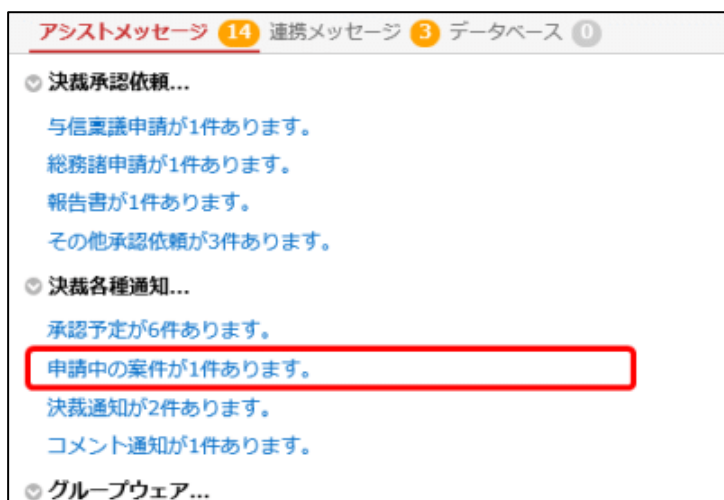 アシストメッセージ 14 連携メッセージ 3 データベース 0
決裁承認依頼...
与信稟議申請が1件あります。
総務諸申請が1件あります。
報告書が1件あります。
その他承認依頼が3件あります。
決裁各種通知...
承認予定が6件あります。
申請中の案件が1件あります。
決裁通知が2件あります。
コメント通知が1件あります。
グループウェア...